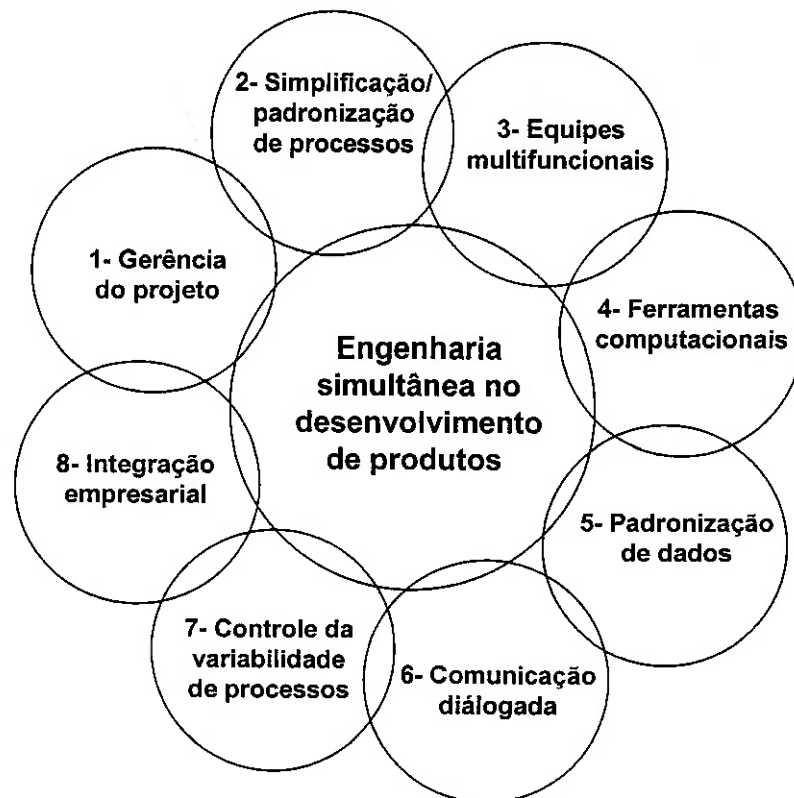 2- Simplificação/
padronização
de processos
3- Equipes
multifuncionais
1- Gerência
do projeto
4- Ferramentas
computacionais
Engenharia
simultânea no
desenvolvimento
de produtos
8- Integração
empresarial
5- Padronização
de dados
7- Controle da
variabilidade
de processos
6- Comunicação
diálogada